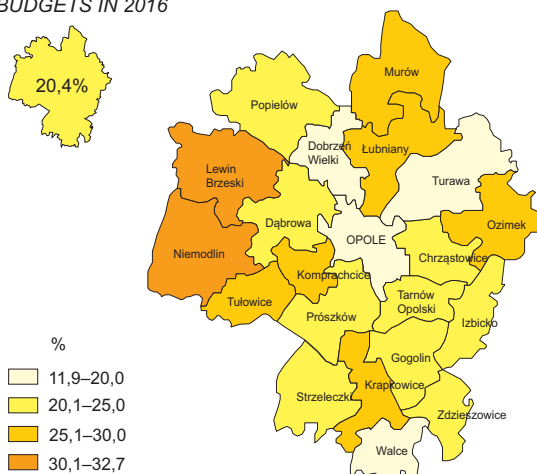 BUDGETS IN 2016
20,4%
Murów
Popielów
Dobrzeń
Wielki
Łubniany
Lewin
Brzeski
Turawa
Dąbrowa
Ozimek
OPOLE
Niemodlin
Chrząstowice
Komprachcice
Tułowice
Tarnów
Opolski
Prószków
Izbicko
Gogolin
Strzeleczki
Krapkowice
Zdzieszowice
Walce
%
11,9–20,0
20,1–25,0
25,1–30,0
30,1–32,7